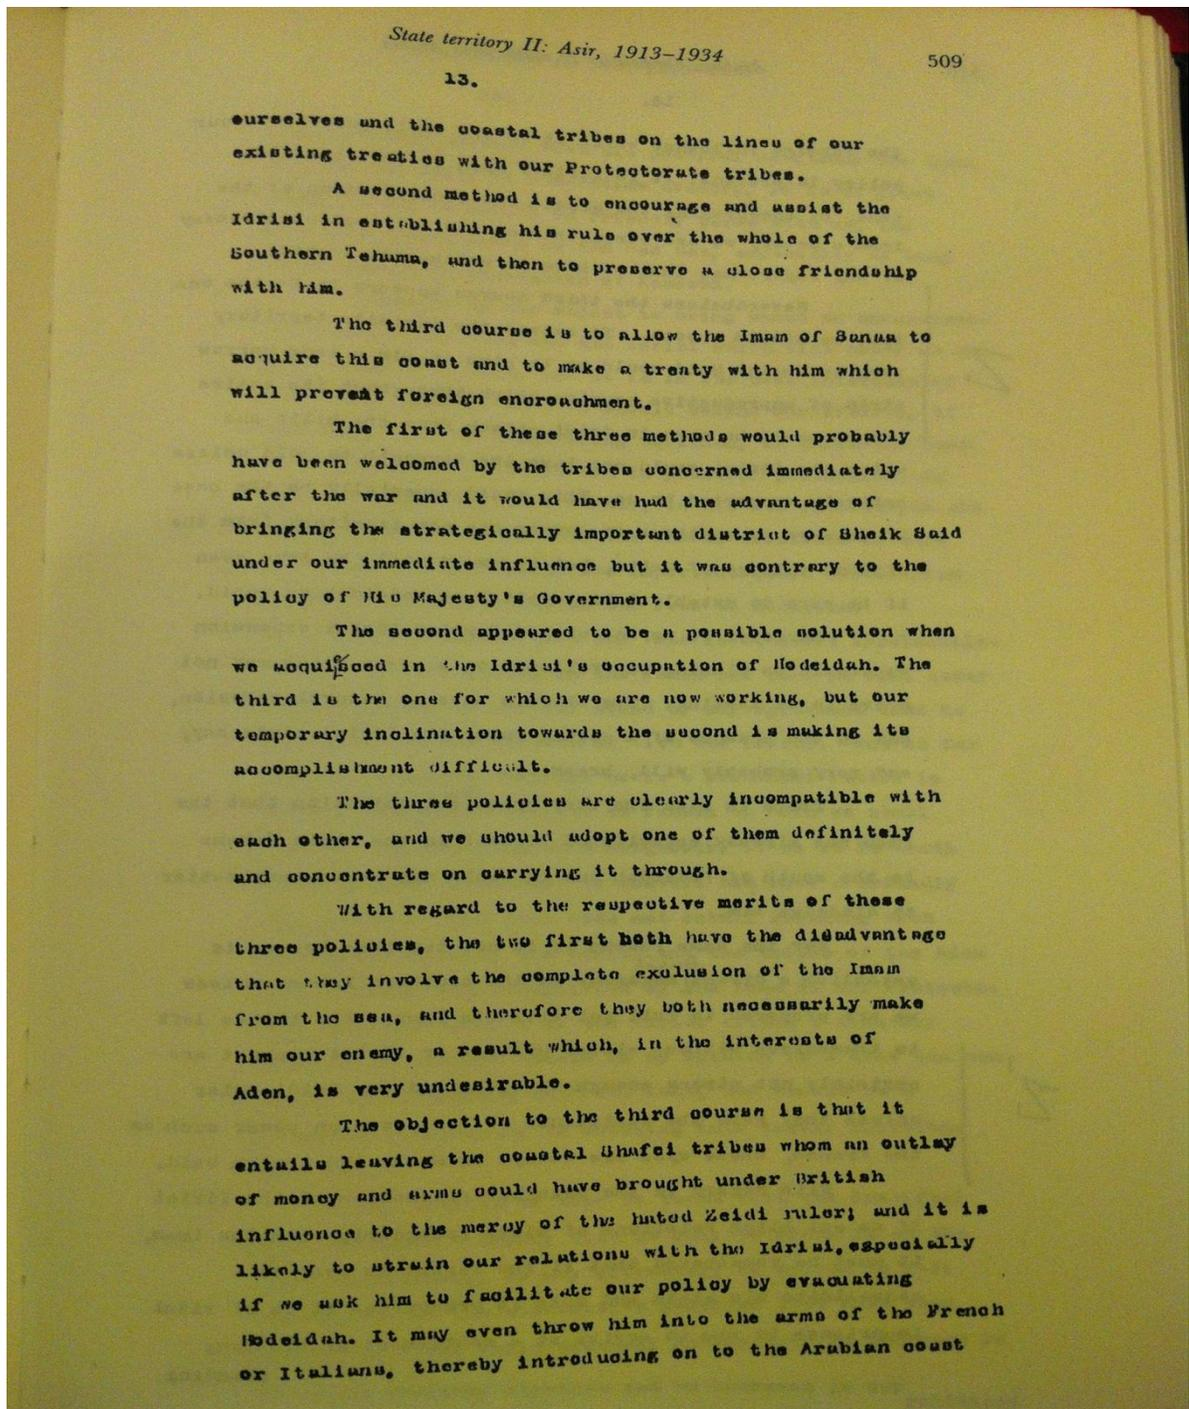 State territory II: Asir, 1913–1934
509
13.
ourselves and the coastal tribes on the lines of our
existing treaties with our Protectorate tribes.
A second method is to encourage and assist the
Idrisi in establishing his rule over the whole of the
Southern Tehama, and then to preserve a close friendship
with him.
The third course is to allow the Imam of Sanaa to
acquire this coast and to make a treaty with him which
will prevent foreign encroachment.
The first of these three methods would probably
have been welcomed by the tribes concerned immediately
after the war and it would have had the advantage of
bringing the strategically important district of Sheik Said
under our immediate influence but it was contrary to the
policy of His Majesty's Government.
The second appeared to be a possible solution when
we acquiesced in the Idrisi's occupation of Hodeidah. The
third is the one for which we are now working, but our
temporary inclination towards the second is making its
accomplishment difficult.
The three policies are clearly incompatible with
each other, and we should adopt one of them definitely
and concentrate on carrying it through.
With regard to the respective merits of these
three policies, the two first both have the disadvantage
that they involve the complete exclusion of the Imam
from the sea, and therefore they both necessarily make
him our enemy, a result which, in the interests of
Aden, is very undesirable.
The objection to the third course is that it
entails leaving the coastal Shafei tribes whom an outlay
of money and arms could have brought under British
influence to the mercy of the hated Zeidi ruler; and it is
likely to strain our relations with the Idrisi, especially
if we ask him to facilitate our policy by evacuating
Hodeidah. It may even throw him into the arms of the French
or Italians, thereby introducing on to the Arabian coast